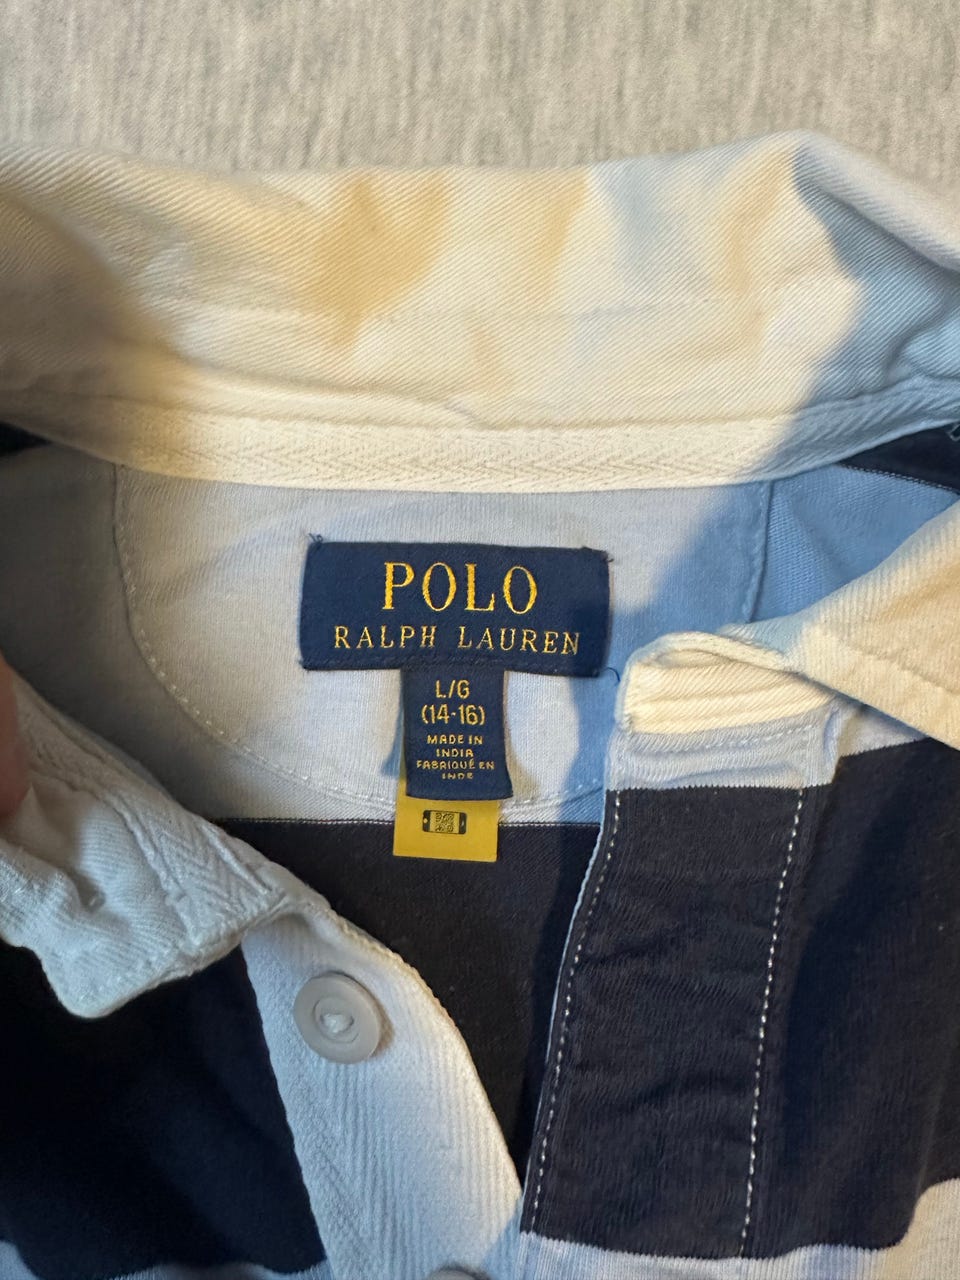 POLO
RALPH LAUREN
L/G
(14-16)
MADE IN
INDIA
FABRIQUÉ EN
INDE